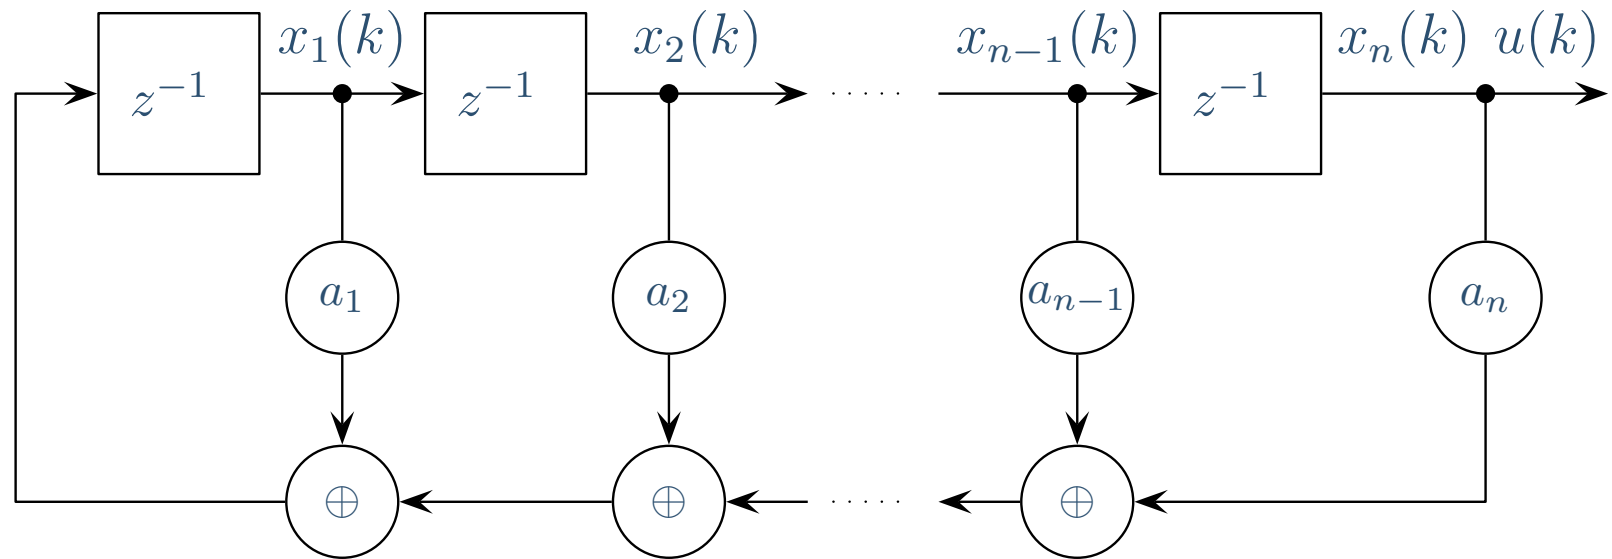 x₁(k) x₂(k) xₙ₋₁(k) xₙ(k) u(k)
z⁻¹ z⁻¹ ····· z⁻¹
a₁ a₂ aₙ₋₁ aₙ
⊕ ⊕ ····· ⊕